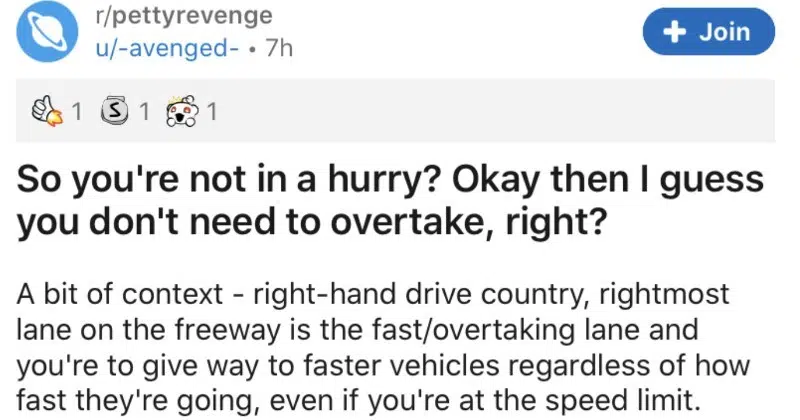 r/pettyrevenge
u/-avenged- • 7h
+ Join
1 S 1 1
So you're not in a hurry? Okay then I guess
you don't need to overtake, right?
A bit of context - right-hand drive country, rightmost
lane on the freeway is the fast/overtaking lane and
you're to give way to faster vehicles regardless of how
fast they're going, even if you're at the speed limit.